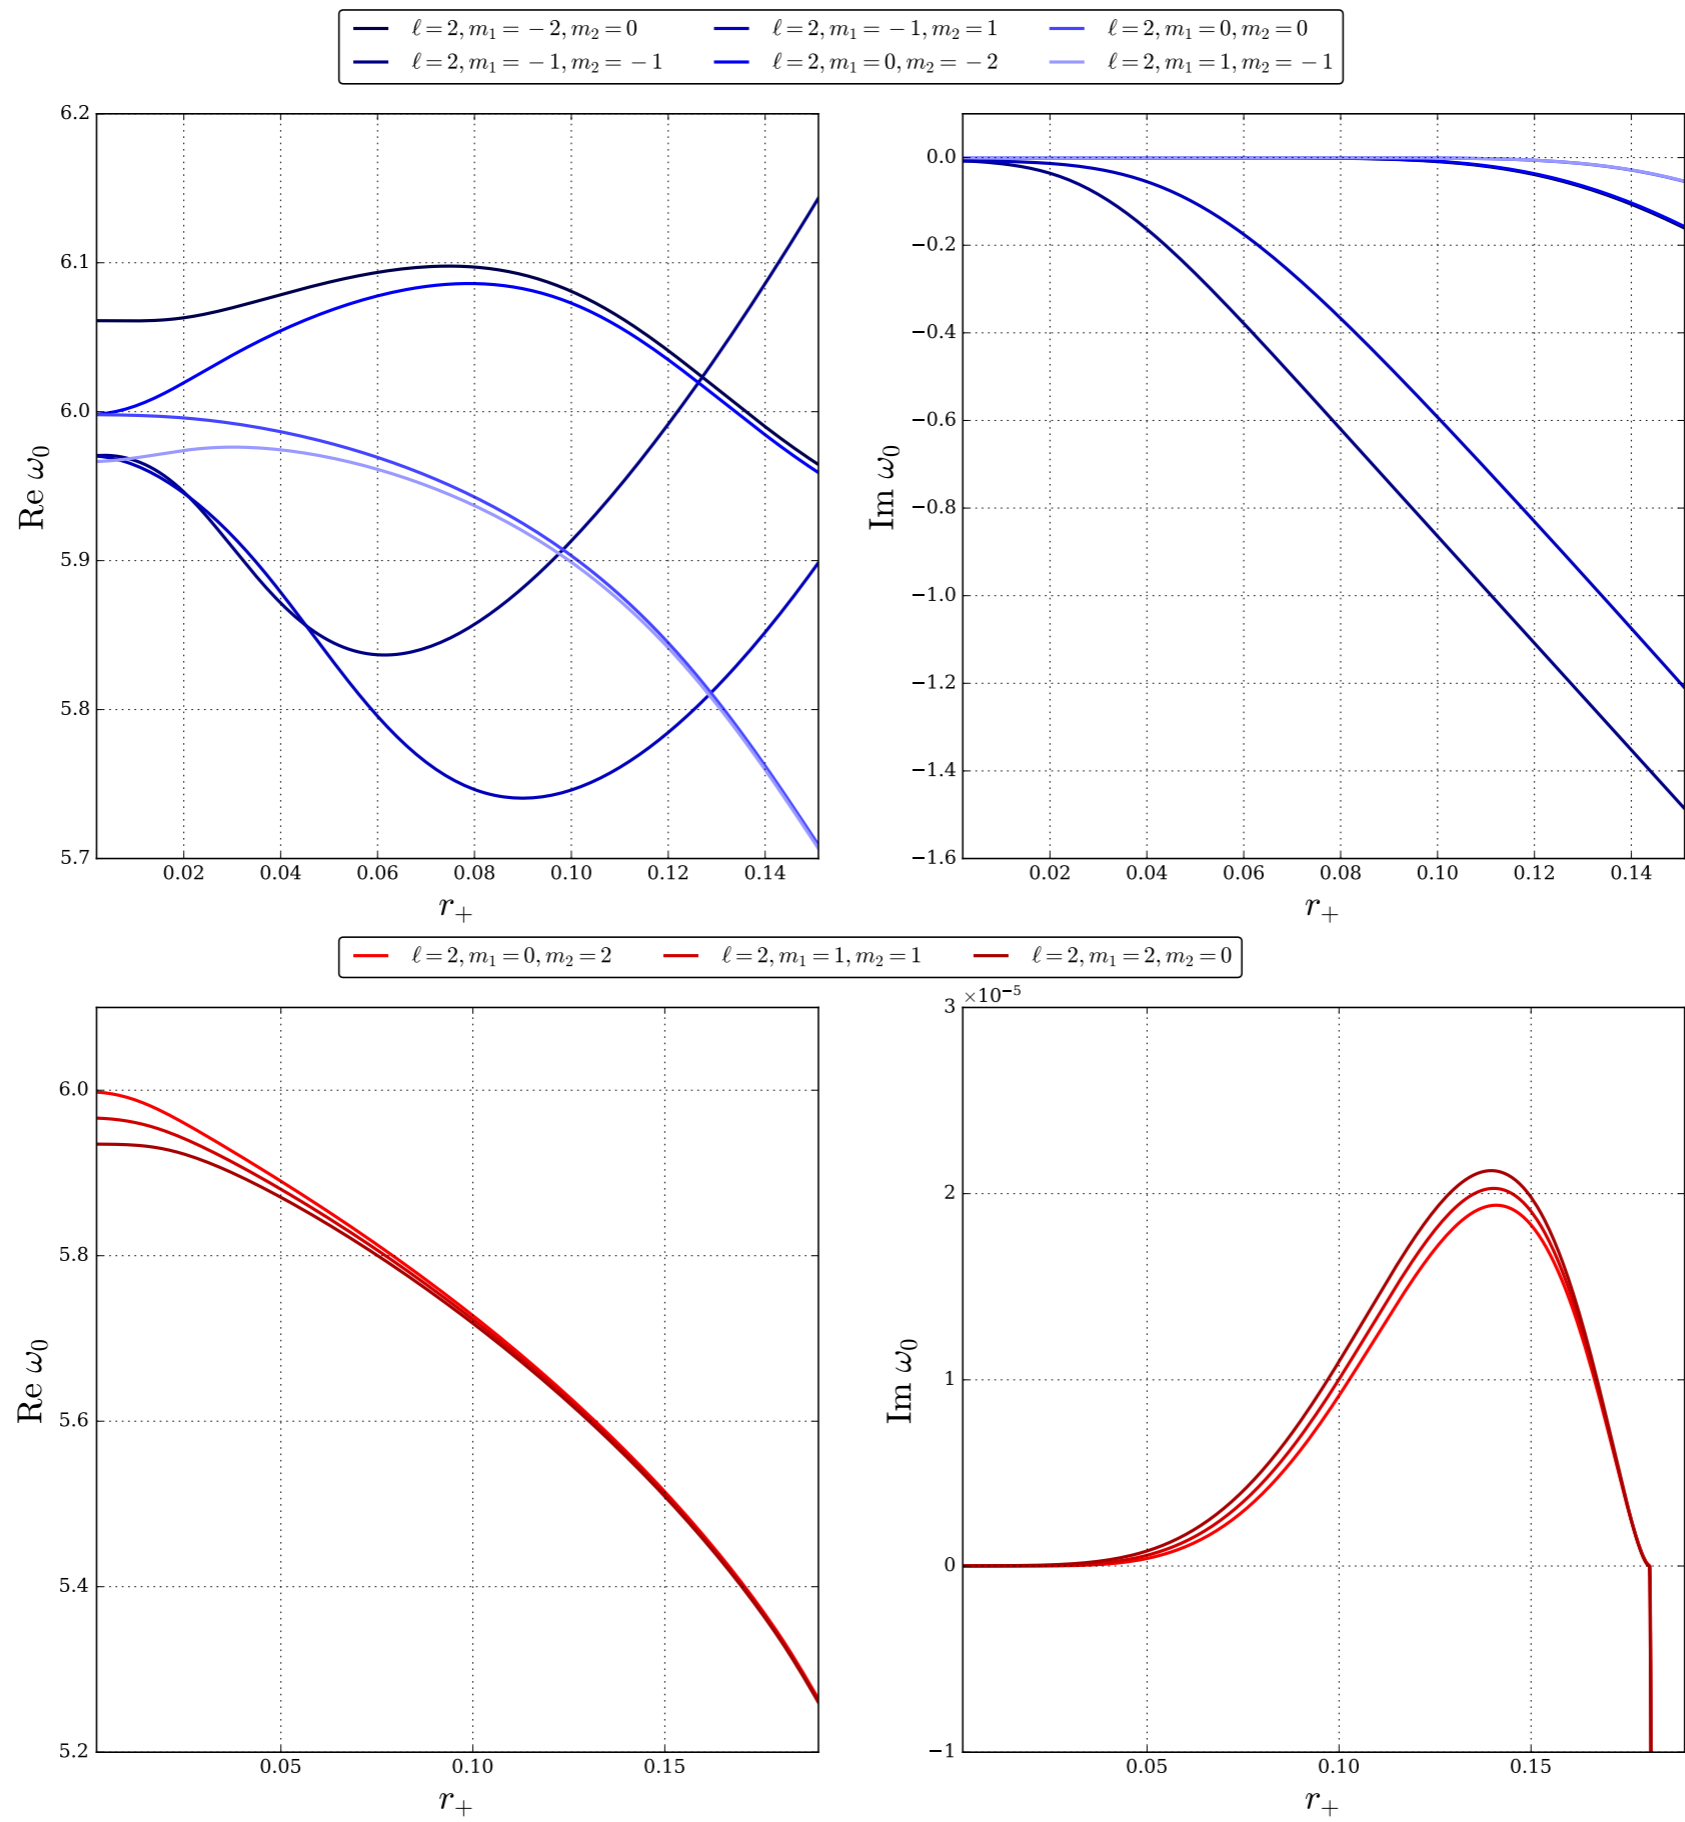 ℓ=2, m₁=−2, m₂=0 ℓ=2, m₁=−1, m₂=1 ℓ=2, m₁=0, m₂=0
ℓ=2, m₁=−1, m₂=−1 ℓ=2, m₁=0, m₂=−2 ℓ=2, m₁=1, m₂=−1
6.2
6.1
6.0
5.9
5.8
5.7
Re ω₀
0.02 0.04 0.06 0.08 0.10 0.12 0.14
r₊
0.0
−0.2
−0.4
−0.6
−0.8
−1.0
−1.2
−1.4
−1.6
Im ω₀
0.02 0.04 0.06 0.08 0.10 0.12 0.14
r₊
ℓ=2, m₁=0, m₂=2 ℓ=2, m₁=1, m₂=1 ℓ=2, m₁=2, m₂=0
6.0
5.8
5.6
5.4
5.2
Re ω₀
0.05 0.10 0.15
r₊
×10⁻⁵
3
2
1
0
−1
Im ω₀
0.05 0.10 0.15
r₊